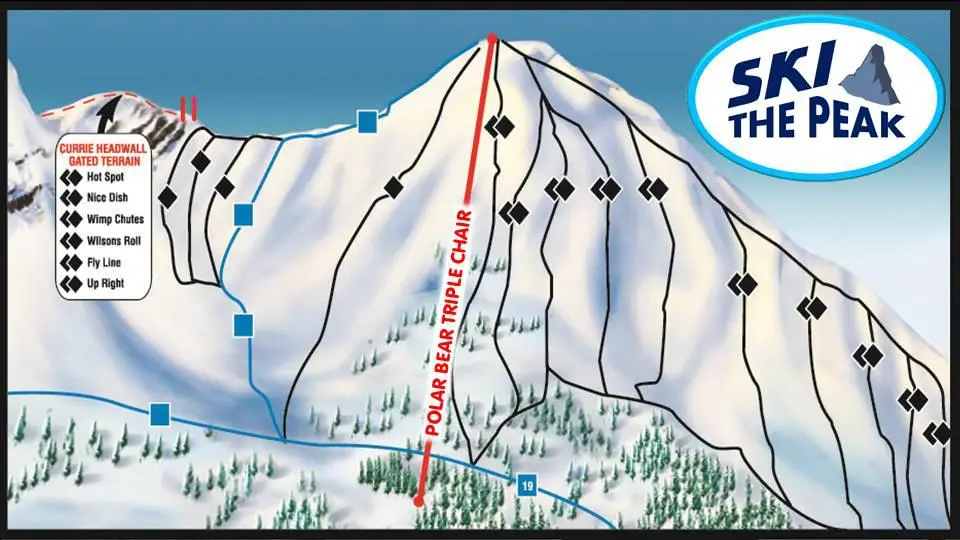 SKI
THE PEAK
CURRIE HEADWALL
GATED TERRAIN
Hot Spot
Nice Dish
Wimp Chutes
WIlsons Roll
Fly Line
Up Right
POLAR BEAR TRIPLE CHAIR
19